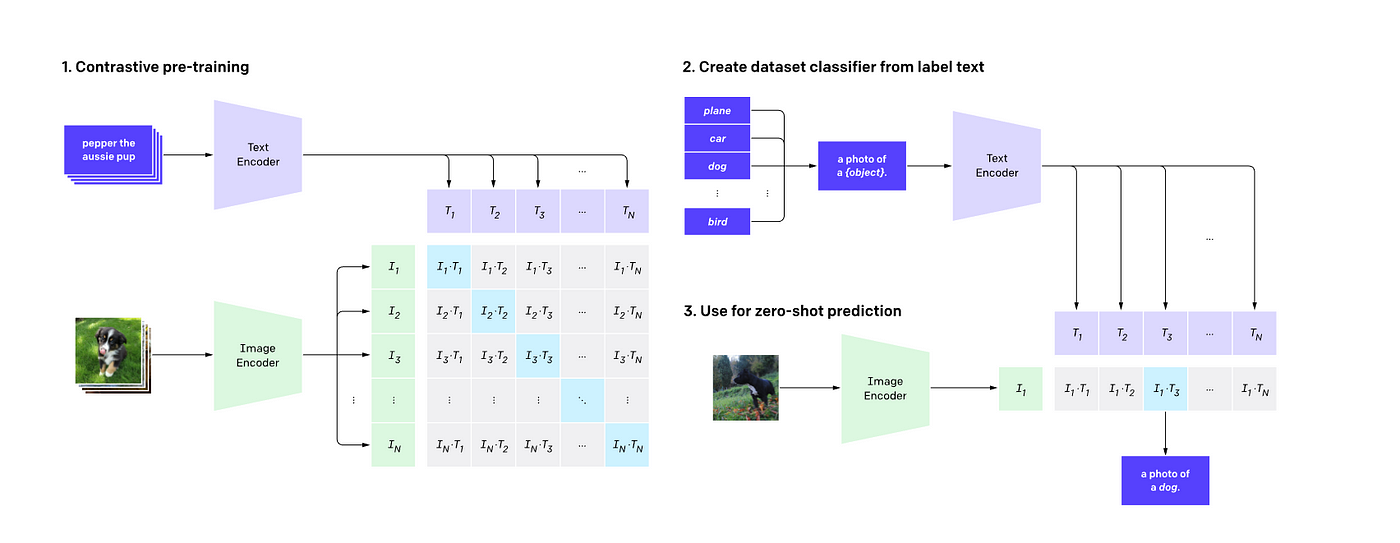 1. Contrastive pre-training
pepper the
aussie pup
Text
Encoder
...
T1 T2 T3 ... TN
I1 I1·T1 I1·T2 I1·T3 ... I1·TN
I2 I2·T1 I2·T2 I2·T3 ... I2·TN
Image
Encoder
I3 I3·T1 I3·T2 I3·T3 ... I3·TN
⋮ ⋮ ⋮ ⋮ ⋮ ⋱ ⋮
IN IN·T1 IN·T2 IN·T3 ... IN·TN
2. Create dataset classifier from label text
plane
car
dog
⋮ ⋮
bird
a photo of
a {object}.
Text
Encoder
...
3. Use for zero-shot prediction
T1 T2 T3 ... TN
Image
Encoder
I1 I1·T1 I1·T2 I1·T3 ... I1·TN
a photo of
a dog.